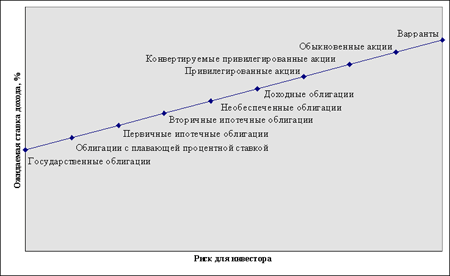 Варранты
Обыкновенные акции
Конвертируемые привилегированные акции
Привилегированные акции
Доходные облигации
Необеспеченные облигации
Вторичные ипотечные облигации
Первичные ипотечные облигации
Облигации с плавающей процентной ставкой
Государственные облигации
Ожидаемая ставка дохода, %
Риск для инвестора